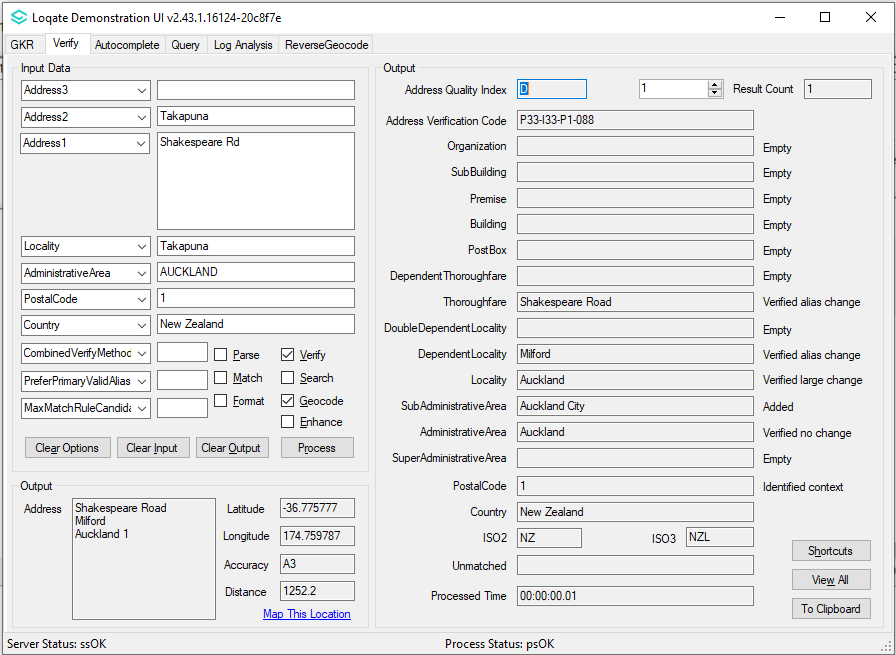 Loqate Demonstration UI v2.43.1.16124-20c8f7e
GKR Verify Autocomplete Query Log Analysis ReverseGeocode
Input Data
Address3
Address2 Takapuna
Address1 Shakespeare Rd
Locality Takapuna
AdministrativeArea AUCKLAND
PostalCode 1
Country New Zealand
CombinedVerifyMethod Parse Verify
PreferPrimaryValidAlias Match Search
MaxMatchRuleCandida Format Geocode
Enhance
Clear Options Clear Input Clear Output Process
Output
Address Shakespeare Road
Milford
Auckland 1
Latitude -36.775777
Longitude 174.759787
Accuracy A3
Distance 1252.2
Map This Location
Output
Address Quality Index D 1 Result Count 1
Address Verification Code P33-I33-P1-088
Organization Empty
SubBuilding Empty
Premise Empty
Building Empty
PostBox Empty
DependentThoroughfare Empty
Thoroughfare Shakespeare Road Verified alias change
DoubleDependentLocality Empty
DependentLocality Milford Verified alias change
Locality Auckland Verified large change
SubAdministrativeArea Auckland City Added
AdministrativeArea Auckland Verified no change
SuperAdministrativeArea Empty
PostalCode 1 Identified context
Country New Zealand
ISO2 NZ ISO3 NZL
Unmatched
Processed Time 00:00:00.01
Shortcuts
View All
To Clipboard
Server Status: ssOK Process Status: psOK